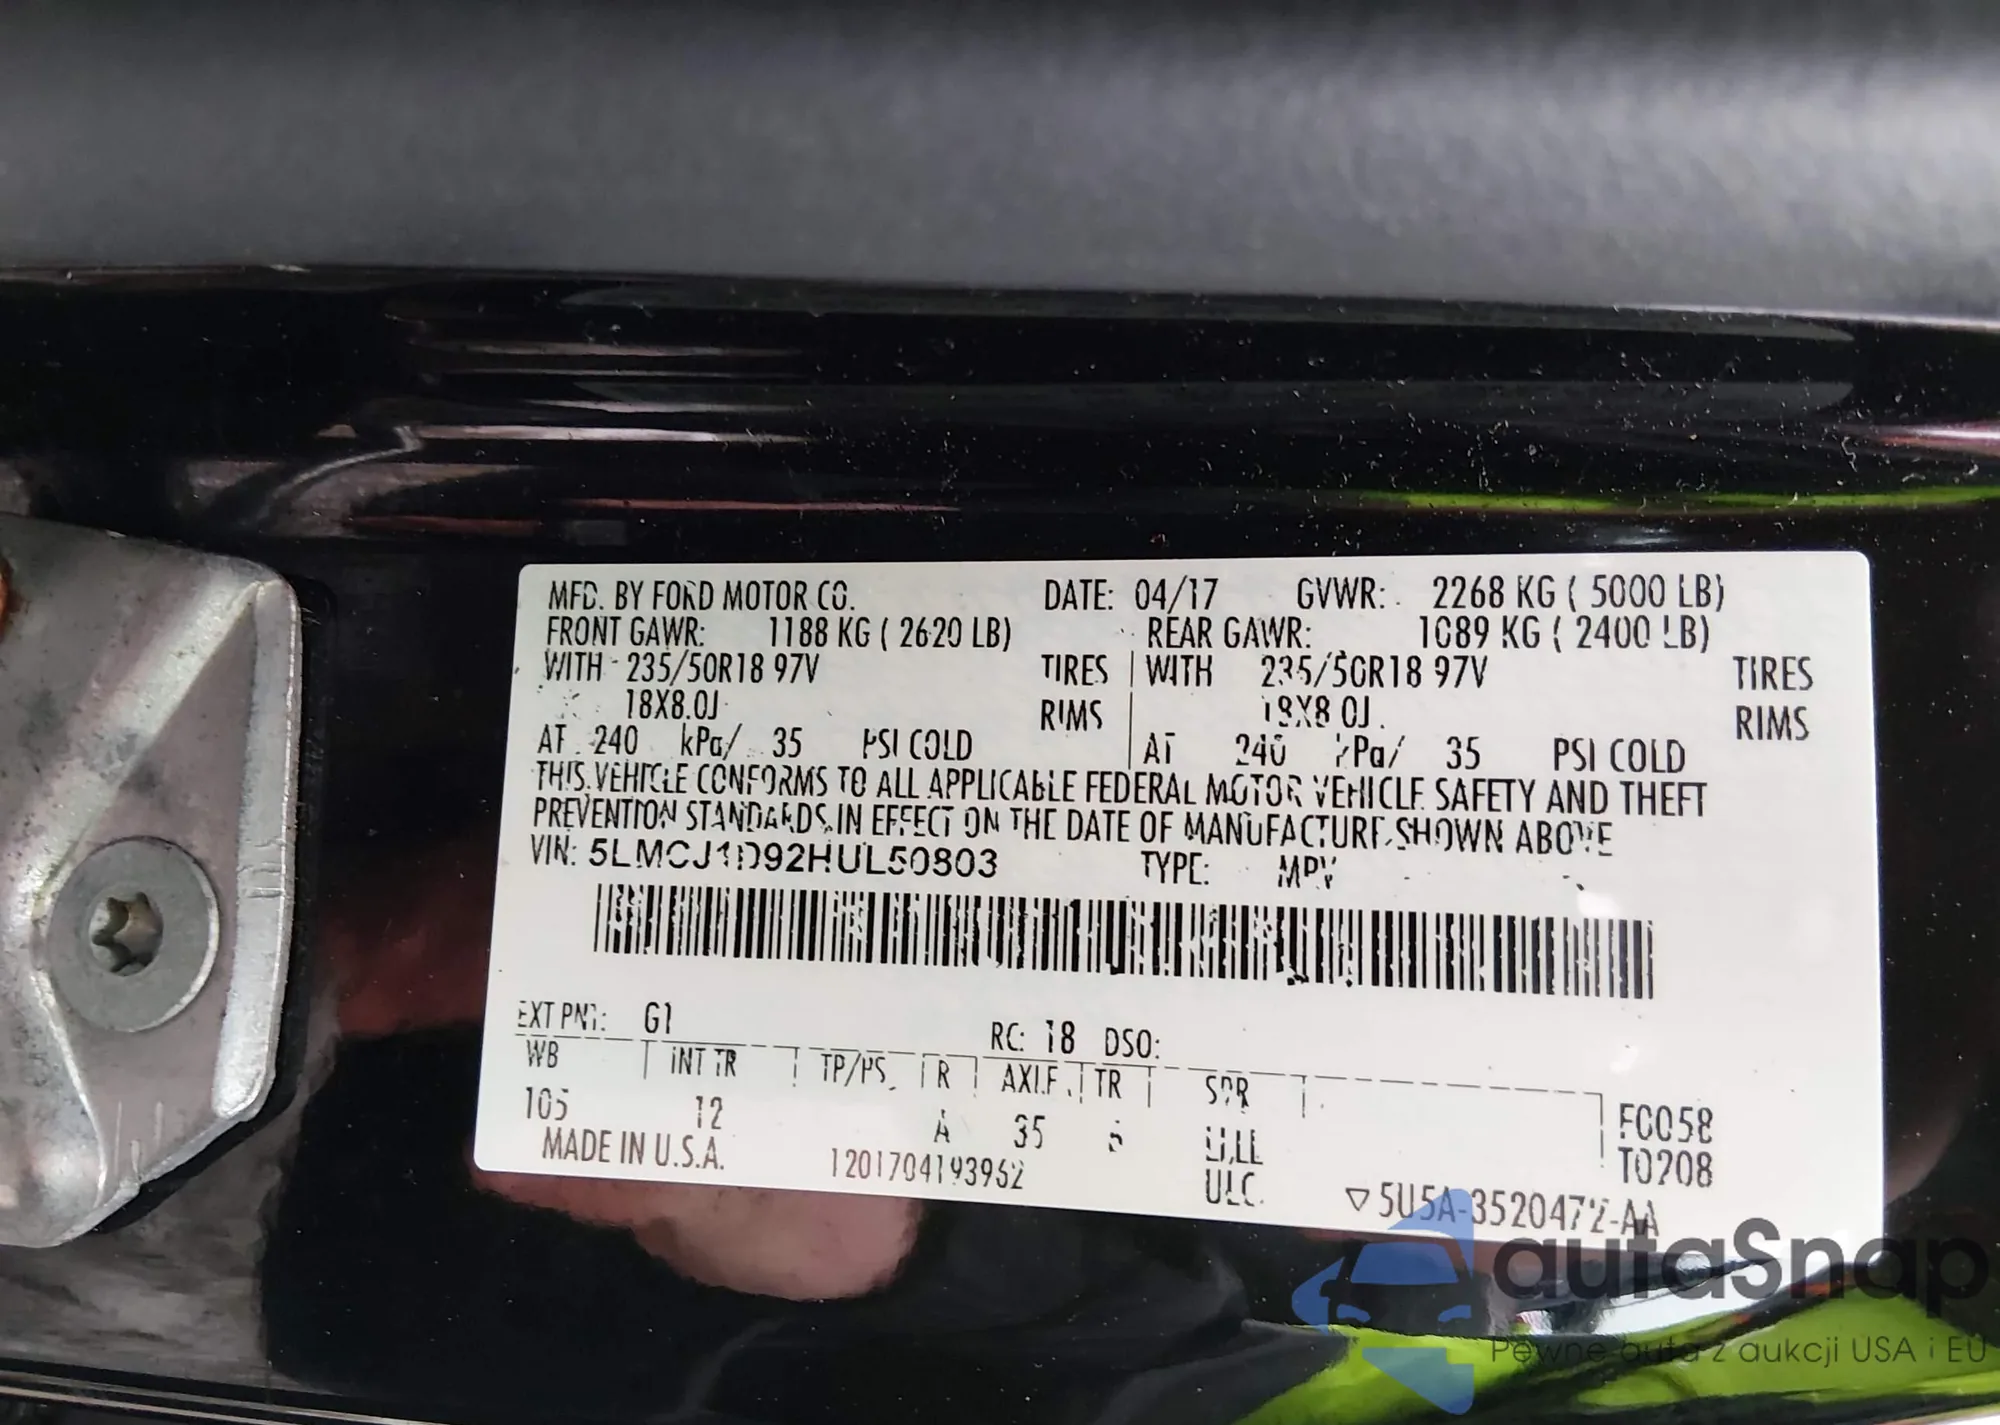 MFD. BY FORD MOTOR CO. DATE: 04/17 GVWR: 2268 KG ( 5000 LB)
FRONT GAWR: 1188 KG ( 2620 LB) REAR GAWR: 1089 KG ( 2400 LB)
WITH 235/50R18 97V TIRES WITH 235/50R18 97V TIRES
18X8.0J RIMS 18X8.0J RIMS
AT 240 kPa/ 35 PSI COLD AT 240 kPa/ 35 PSI COLD
THIS VEHICLE CONFORMS TO ALL APPLICABLE FEDERAL MOTOR VEHICLE SAFETY AND THEFT
PREVENTION STANDARDS IN EFFECT ON THE DATE OF MANUFACTURE SHOWN ABOVE
VIN: 5LMCJ1D92HUL50803 TYPE: MPV
EXT PNT: G1 RC: 18 DSO:
WB INT TR TP/PS R AXLE TR SPR
105 12 A 35 6 F0058
MADE IN U.S.A. 1201704193962 T0208
ULC ▽5U5A-3520472-AA
autaSnap
Pewne auta z aukcji USA i EU